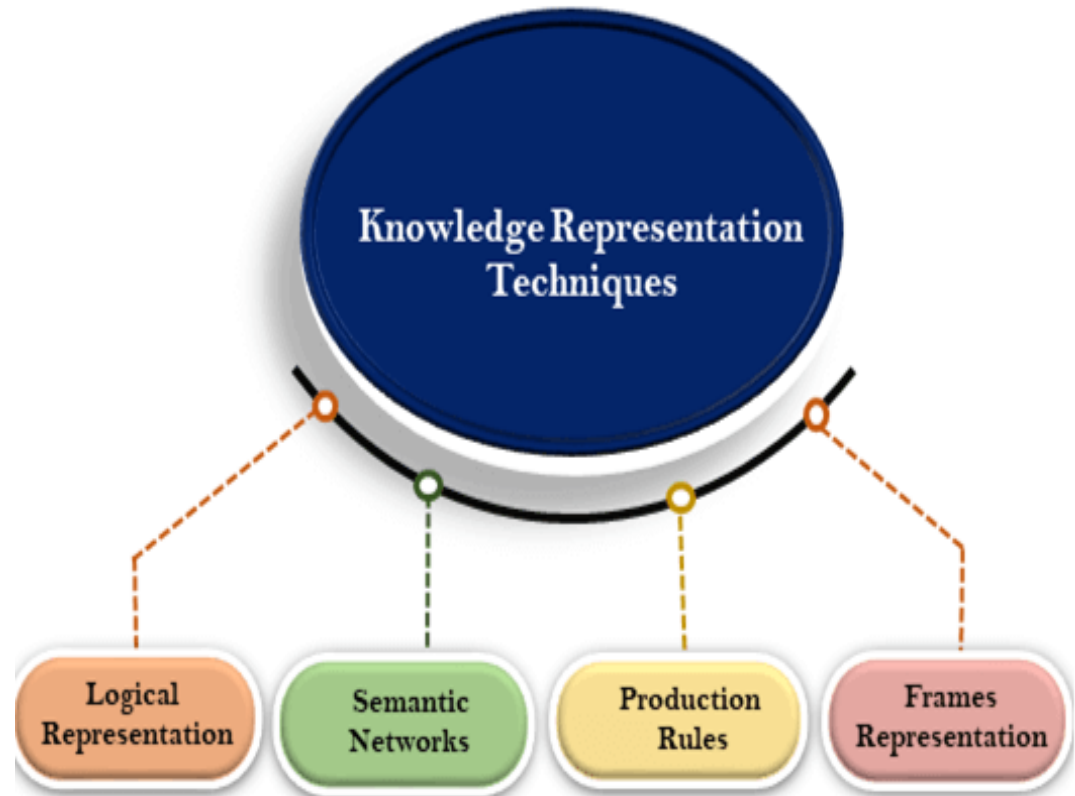 Knowledge Representation
Techniques
Logical
Representation
Semantic
Networks
Production
Rules
Frames
Representation